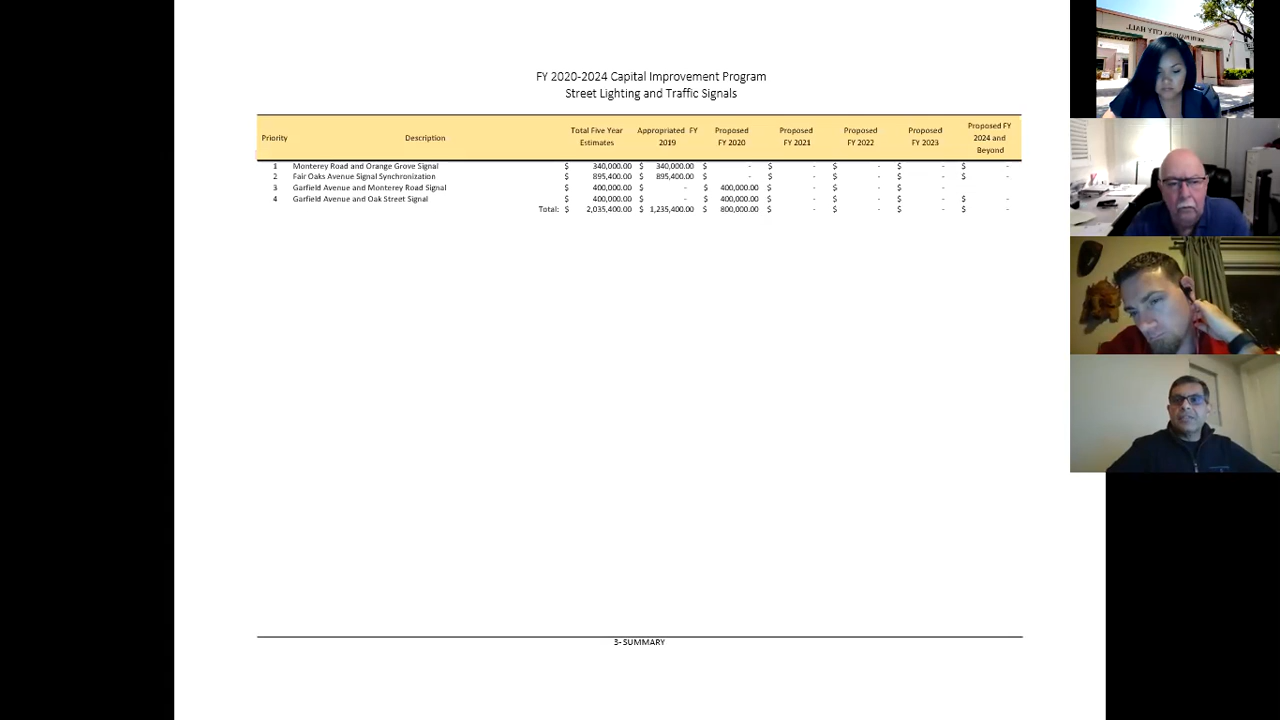 FY 2020-2024 Capital Improvement Program
Street Lighting and Traffic Signals
Priority Description Total Five Year Estimates Appropriated FY 2019 Proposed FY 2020 Proposed FY 2021 Proposed FY 2022 Proposed FY 2023 Proposed FY 2024 and Beyond
1 Monterey Road and Orange Grove Signal $ 340,000.00 $ 340,000.00 $ - $ - $ - $ - $ -
2 Fair Oaks Avenue Signal Synchronization $ 895,400.00 $ 895,400.00 $ - $ - $ - $ - $ -
3 Garfield Avenue and Monterey Road Signal $ 400,000.00 $ - $ 400,000.00 $ - $ - $ -
4 Garfield Avenue and Oak Street Signal $ 400,000.00 $ - $ 400,000.00 $ - $ - $ - $ -
Total: $ 2,035,400.00 $ 1,235,400.00 $ 800,000.00 $ - $ - $ - $ -
3- SUMMARY
CITY HALL